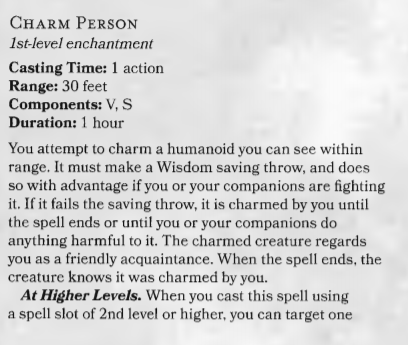 CHARM PERSON
1st-level enchantment
Casting Time: 1 action
Range: 30 feet
Components: V, S
Duration: 1 hour
You attempt to charm a humanoid you can see within
range. It must make a Wisdom saving throw, and does
so with advantage if you or your companions are fighting
it. If it fails the saving throw, it is charmed by you until
the spell ends or until you or your companions do
anything harmful to it. The charmed creature regards
you as a friendly acquaintance. When the spell ends, the
creature knows it was charmed by you.
At Higher Levels. When you cast this spell using
a spell slot of 2nd level or higher, you can target one